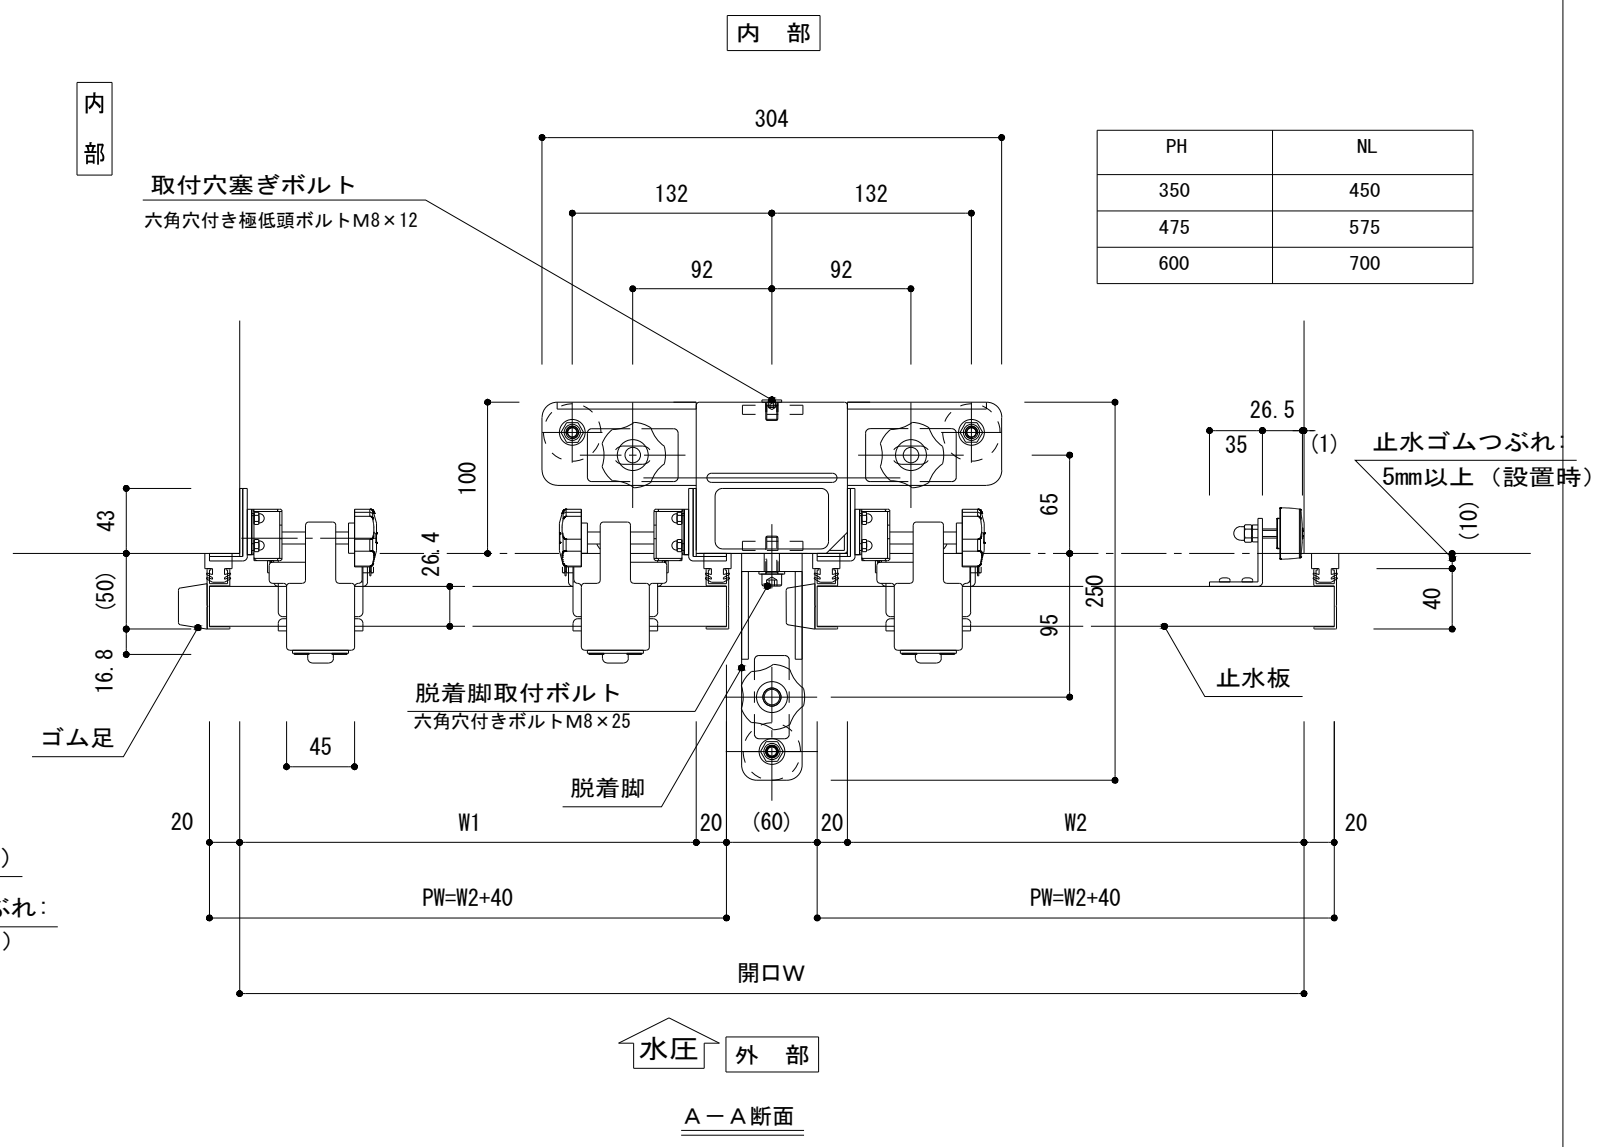 内 部
内
部
304
PH NL
350 450
475 575
600 700
取付穴塞ぎボルト
六角穴付き極低頭ボルトM8×12
132 132
92 92
26.5
35
(1)
止水ゴムつぶれ:
5mm以上（設置時）
(10)
100
65
43
26.4
(50)
250
95
40
16.8
脱着脚取付ボルト
六角穴付きボルトM8×25
止水板
ゴム足
45
脱着脚
20 W1 20 (60) 20 W2 20
)
ぶれ:
)
PW=W2+40 PW=W2+40
開口W
水圧
外 部
A－A断面